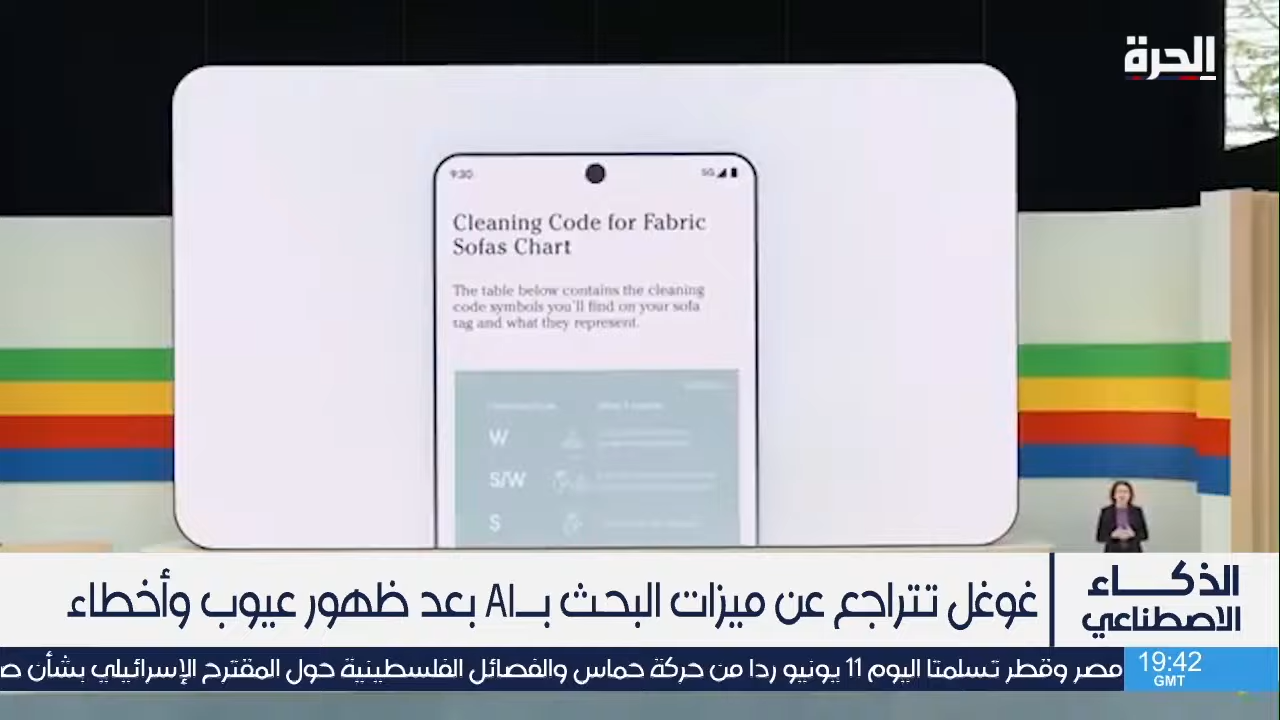 الحرة
9:30
5G
Cleaning Code for Fabric
Sofas Chart
The table below contains the cleaning
code symbols you'll find on your sofa
tag and what they represent.
W
S/W
S
الذكاء
الاصطناعي
غوغل تتراجع عن ميزات البحث بـAI بعد ظهور عيوب وأخطاء
19:42
GMT
مصر وقطر تسلمتا اليوم 11 يونيو ردا من حركة حماس والفصائل الفلسطينية حول المقترح الإسرائيلي بشأن